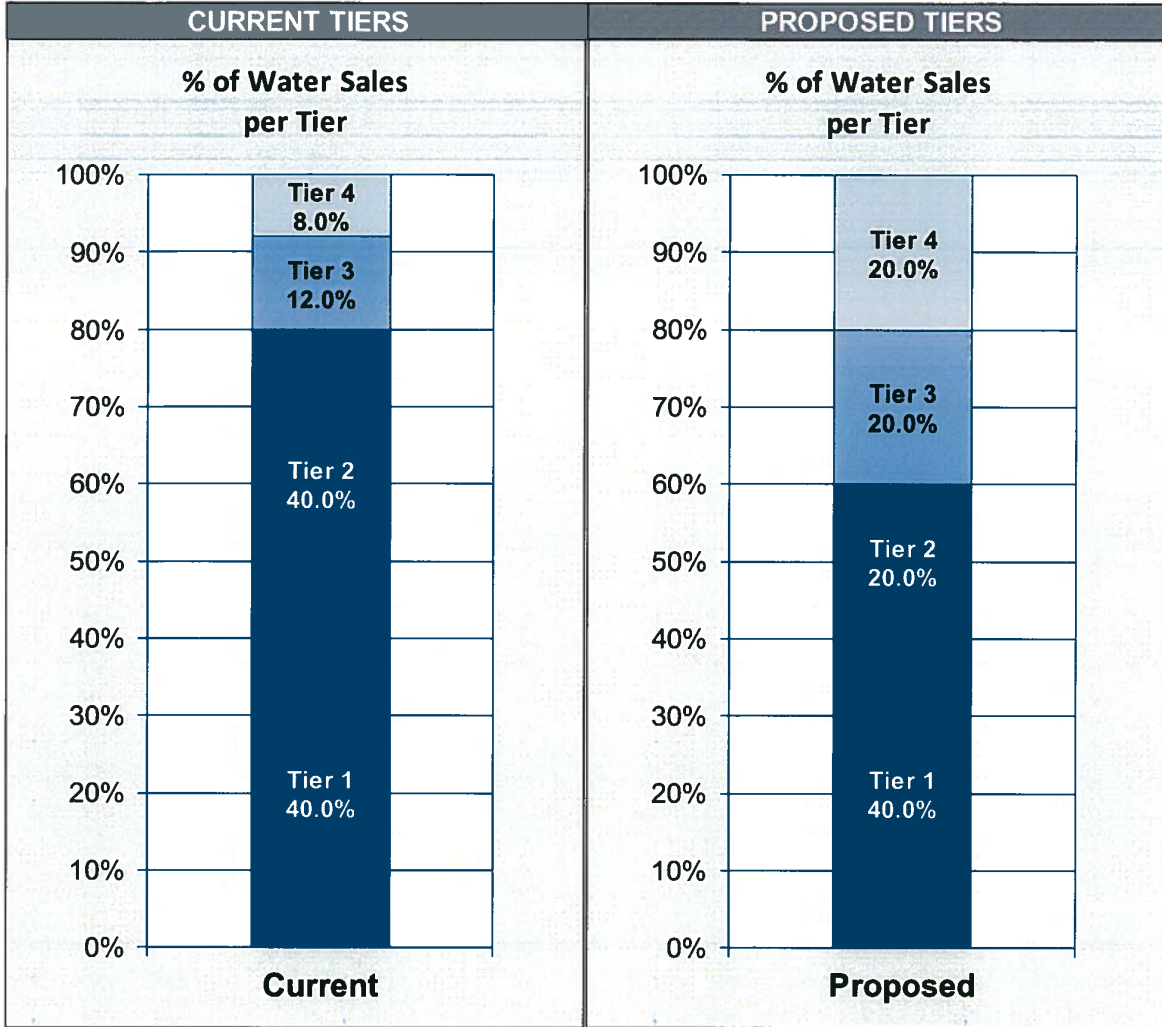 CURRENT TIERS
% of Water Sales
per Tier
100%
90%
80%
70%
60%
50%
40%
30%
20%
10%
0%
Tier 4
8.0%
Tier 3
12.0%
Tier 2
40.0%
Tier 1
40.0%
Current
PROPOSED TIERS
% of Water Sales
per Tier
100%
90%
80%
70%
60%
50%
40%
30%
20%
10%
0%
Tier 4
20.0%
Tier 3
20.0%
Tier 2
20.0%
Tier 1
40.0%
Proposed